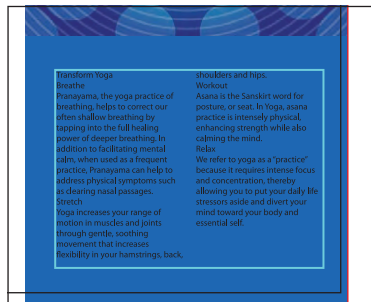 Transform Yoga
Breathe
Pranayama, the yoga practice of
breathing, helps to correct our
often shallow breathing by
tapping into the full healing
power of deeper breathing. In
addition to facilitating mental
calm, when used as a frequent
practice, Pranayama can help to
address physical symptoms such
as clearing nasal passages.
Stretch
Yoga increases your range of
motion in muscles and joints
through gentle, soothing
movement that increases
flexibility in your hamstrings, back,
shoulders and hips.
Workout
Asana is the Sanskirt word for
posture, or seat. In Yoga, asana
practice is intensely physical,
enhancing strength while also
calming the mind.
Relax
We refer to yoga as a “practice”
because it requires intense focus
and concentration, thereby
allowing you to put your daily life
stressors aside and divert your
mind toward your body and
essential self.